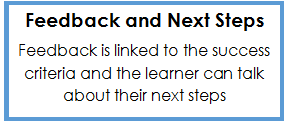 Feedback and Next Steps
Feedback is linked to the success
criteria and the learner can talk
about their next steps